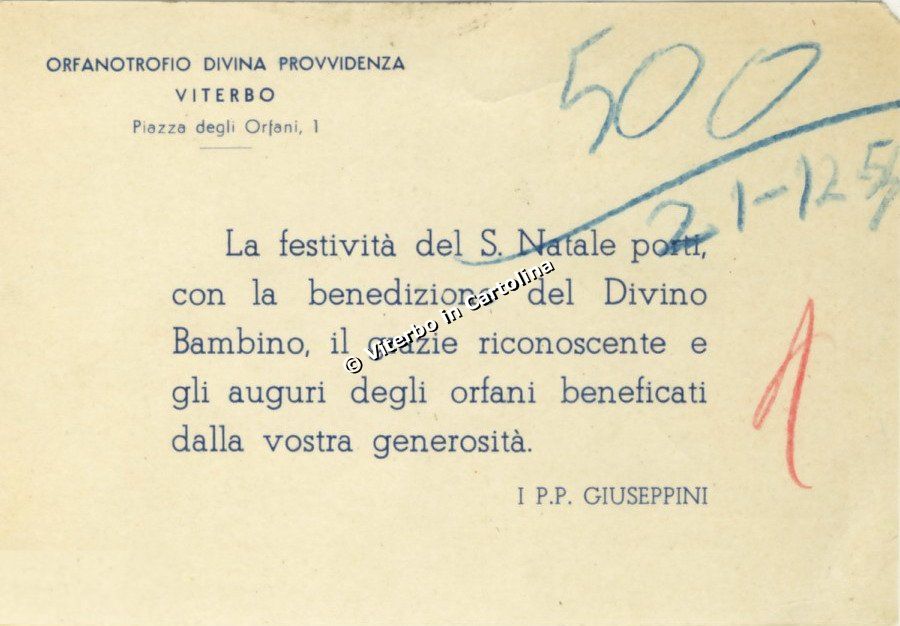 ORFANOTROFIO DIVINA PROVVIDENZA
VITERBO
Piazza degli Orfani, 1
500
21-12
La festività del S. Natale porti,
con la benedizione del Divino
Bambino, il grazie riconoscente e
gli auguri degli orfani beneficati
dalla vostra generosità.
I P.P. GIUSEPPINI
1
© Viterbo in Cartolina